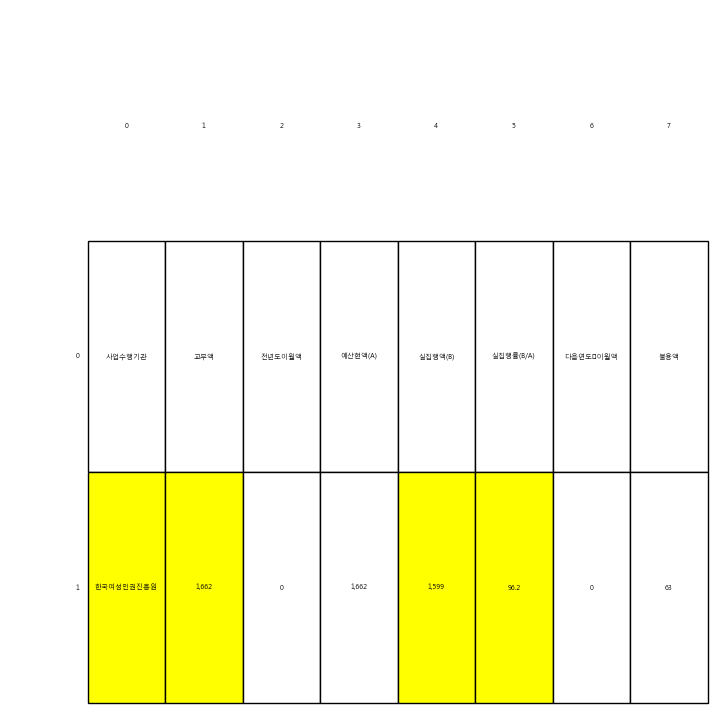 0 1 2 3 4 5 6 7
0 사업수행기관 교부액 전년도이월액 예산현액(A) 실집행액(B) 실집행률(B/A) 다음연도□이월액 불용액
1 한국여성인권진흥원 1,662 0 1,662 1,599 96.2 0 63